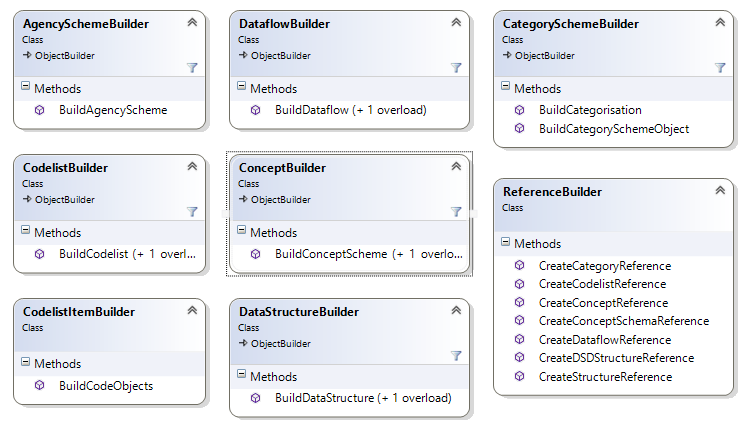 AgencySchemeBuilder
Class
ObjectBuilder
Methods
BuildAgencyScheme
DataflowBuilder
Class
ObjectBuilder
Methods
BuildDataflow (+ 1 overload)
CategorySchemeBuilder
Class
ObjectBuilder
Methods
BuildCategorisation
BuildCategorySchemeObject
CodelistBuilder
Class
ObjectBuilder
Methods
BuildCodelist (+ 1 overl...
ConceptBuilder
Class
ObjectBuilder
Methods
BuildConceptScheme (+ 1 overlo...
ReferenceBuilder
Class
Methods
CreateCategoryReference
CreateCodelistReference
CreateConceptReference
CreateConceptSchemaReference
CreateDataflowReference
CreateDSDStructureReference
CreateStructureReference
CodelistItemBuilder
Class
Methods
BuildCodeObjects
DataStructureBuilder
Class
ObjectBuilder
Methods
BuildDataStructure (+ 1 overload)